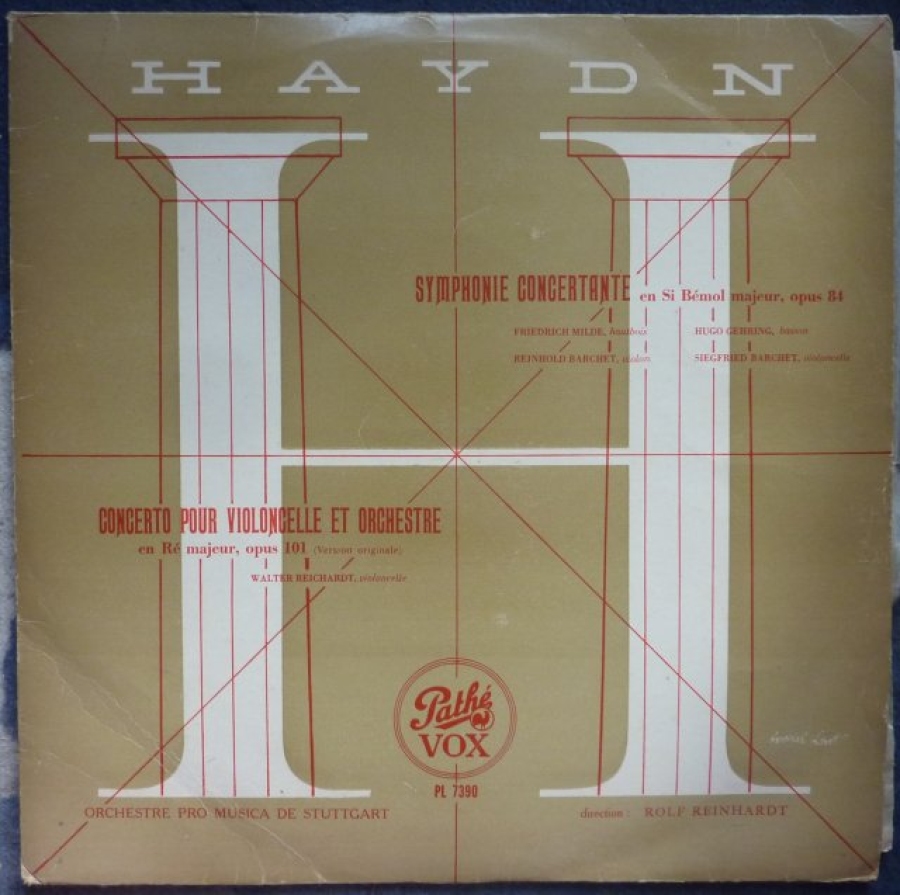 HAYDN
SYMPHONIE CONCERTANTE en Si Bémol majeur, opus 84
FRIEDRICH MILDE, hautbois HUGO GEHRING, basson
REINHOLD BARCHET, violon SIEGFRIED BARCHET, violoncelle
CONCERTO POUR VIOLONCELLE ET ORCHESTRE
en Ré majeur, opus 101 (Version originale)
WALTER REICHARDT, violoncelle
Pathé
VOX
PL 7390
ORCHESTRE PRO MUSICA DE STUTTGART direction : ROLF REINHARDT